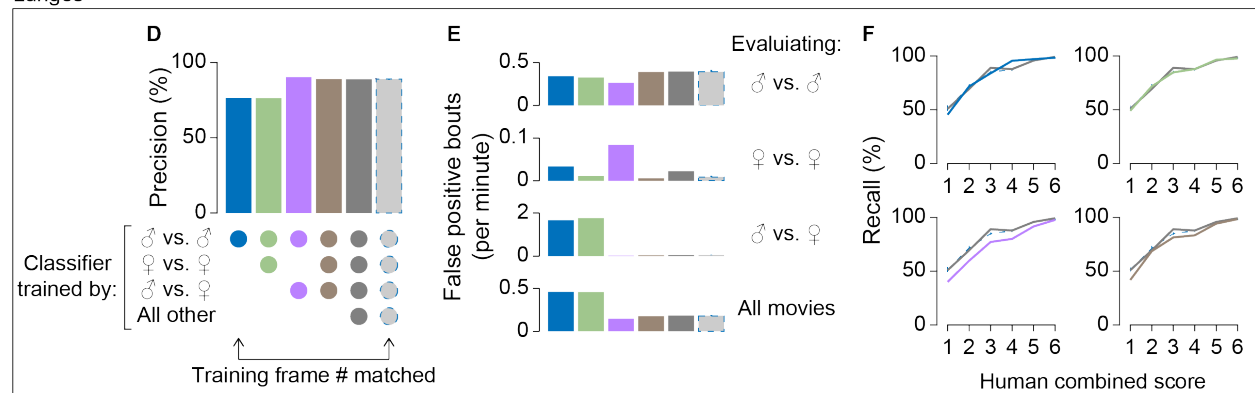 Lunges
D
E
F
Precision (%)
100
50
0
Classifier
trained by:
♂ vs. ♂
♀ vs. ♀
♂ vs. ♀
All other
Training frame # matched
False positive bouts
(per minute)
0.5
0
0.1
0
2
0
0.5
0
Evaluiating:
♂ vs. ♂
♀ vs. ♀
♂ vs. ♀
All movies
Recall (%)
100
50
0
1 2 3 4 5 6
100
50
0
1 2 3 4 5 6
100
50
0
1 2 3 4 5 6
100
50
0
1 2 3 4 5 6
Human combined score